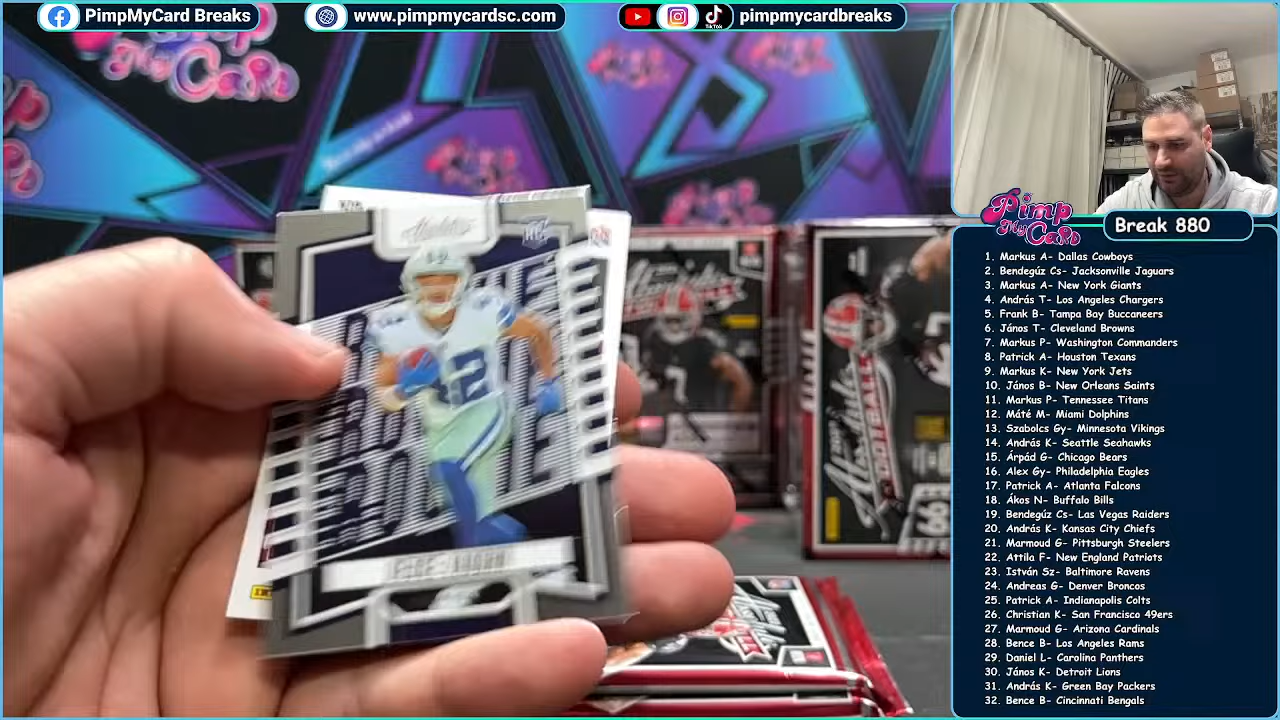 PimpMyCard Breaks
www.pimpmycardsc.com
TikTok
pimpmycardbreaks
Pimp
My Card
Break 880
1. Markus A- Dallas Cowboys
2. Bendegúz Cs- Jacksonville Jaguars
3. Markus A- New York Giants
4. András T- Los Angeles Chargers
5. Frank B- Tampa Bay Buccaneers
6. János T- Cleveland Browns
7. Markus P- Washington Commanders
8. Patrick A- Houston Texans
9. Markus K- New York Jets
10. János B- New Orleans Saints
11. Markus P- Tennessee Titans
12. Máté M- Miami Dolphins
13. Szabolcs Gy- Minnesota Vikings
14. András K- Seattle Seahawks
15. Árpád G- Chicago Bears
16. Alex Gy- Philadelphia Eagles
17. Patrick A- Atlanta Falcons
18. Ákos N- Buffalo Bills
19. Bendegúz Cs- Las Vegas Raiders
20. András K- Kansas City Chiefs
21. Marmoud G- Pittsburgh Steelers
22. Attila F- New England Patriots
23. István Sz- Baltimore Ravens
24. Andreas G- Denver Broncos
25. Patrick A- Indianapolis Colts
26. Christian K- San Francisco 49ers
27. Marmoud G- Arizona Cardinals
28. Bence B- Los Angeles Rams
29. Daniel L- Carolina Panthers
30. János K- Detroit Lions
31. András K- Green Bay Packers
32. Bence B- Cincinnati Bengals
Absolute
FOOTBALL
66
42